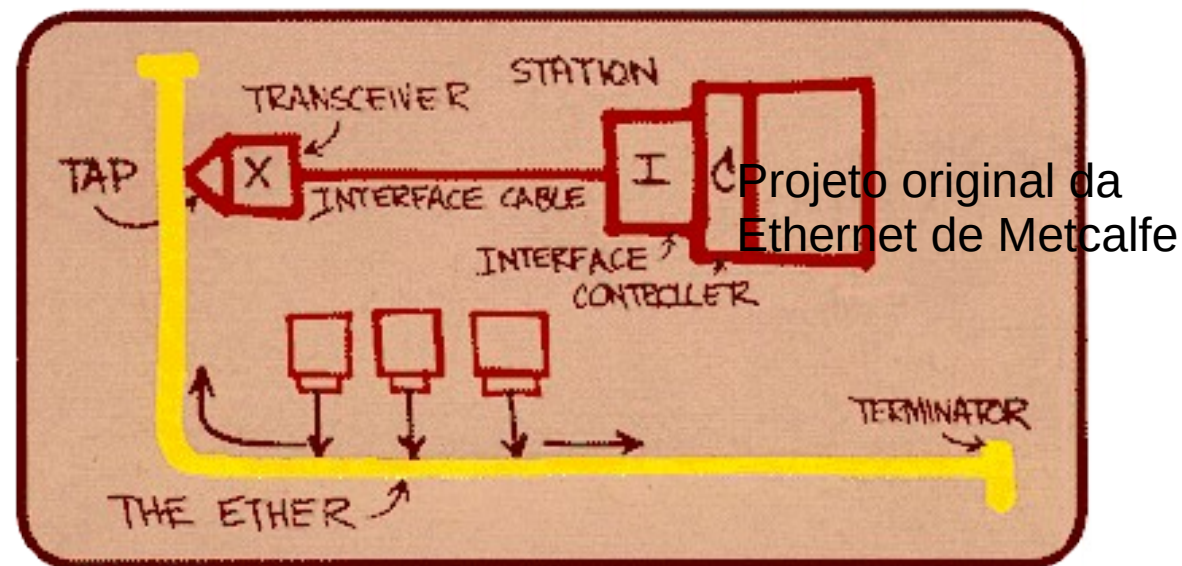 STATION
TRANSCEIVER
TAP
X
I
C
Projeto original da
Ethernet de Metcalfe
INTERFACE CABLE
INTERFACE
CONTROLLER
TERMINATOR
THE ETHER